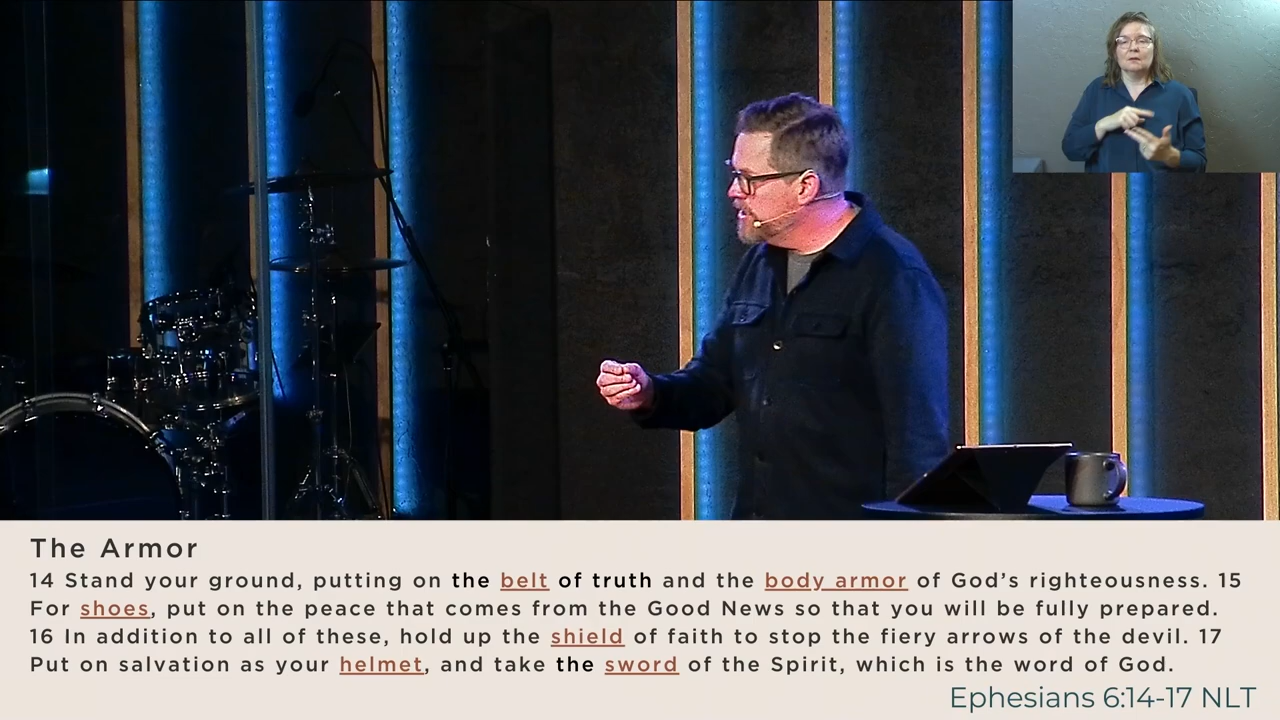 The Armor
14 Stand your ground, putting on the belt of truth and the body armor of God’s righteousness. 15
For shoes, put on the peace that comes from the Good News so that you will be fully prepared.
16 In addition to all of these, hold up the shield of faith to stop the fiery arrows of the devil. 17
Put on salvation as your helmet, and take the sword of the Spirit, which is the word of God.
Ephesians 6:14-17 NLT